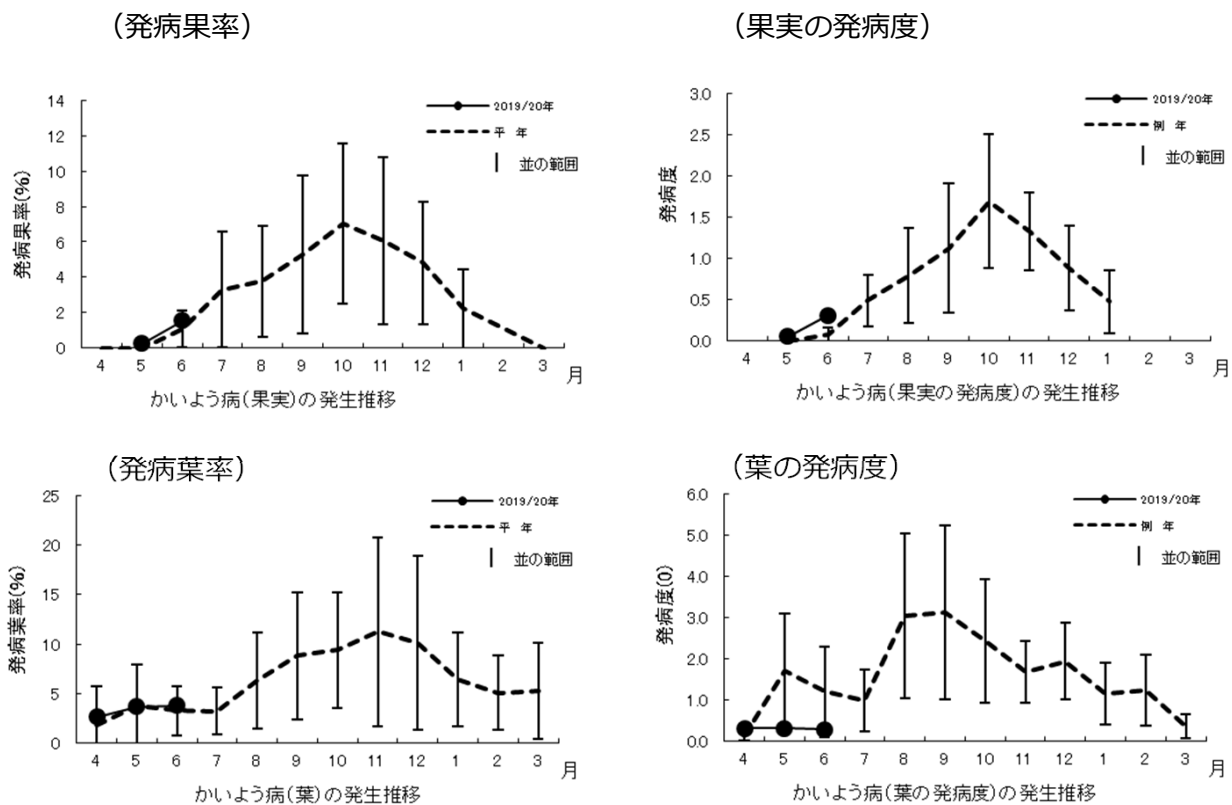 （発病果率）
14
12
10
8
6
4
2
0
発病果率(%)
2019/20年
平 年
並の範囲
4 5 6 7 8 9 10 11 12 1 2 3 月
かいよう病(果実)の発生推移
（果実の発病度）
3.0
2.5
2.0
1.5
1.0
0.5
0.0
発病度
2019/20年
例 年
並の範囲
4 5 6 7 8 9 10 11 12 1 2 3 月
かいよう病(果実の発病度)の発生推移
（発病葉率）
25
20
15
10
5
0
発病葉率(%)
2019/20年
平 年
並の範囲
4 5 6 7 8 9 10 11 12 1 2 3 月
かいよう病(葉)の発生推移
（葉の発病度）
6.0
5.0
4.0
3.0
2.0
1.0
0.0
発病度(0)
2019/20年
例 年
並の範囲
4 5 6 7 8 9 10 11 12 1 2 3 月
かいよう病(葉の発病度)の発生推移